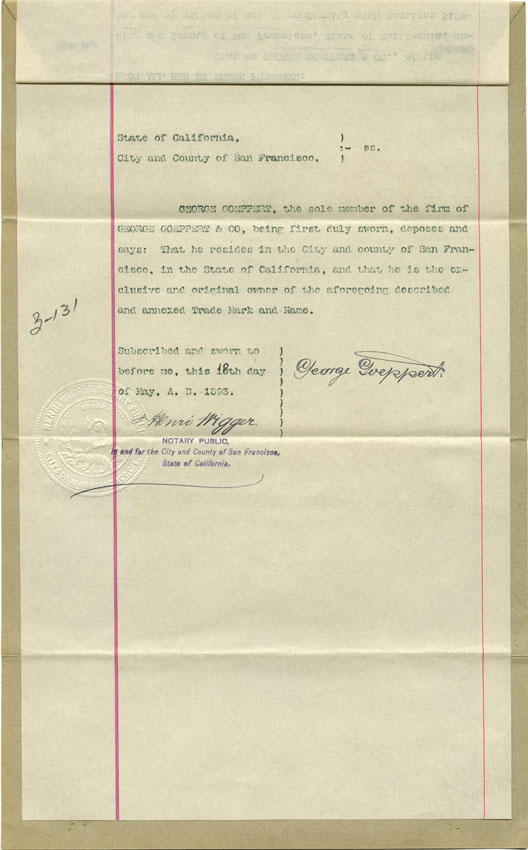 State of California, )
:- ss.
City and County of San Francisco, )
GEORGE GOEPPERT, the sole member of the firm of
GEORGE GOEPPERT & CO, being first duly sworn, deposes and
says: That he resides in the City and county of San Fran-
cisco, in the State of California, and that he is the ex-
clusive and original owner of the aforegoing described
and annexed Trade Mark and Name.
3-131
Subscribed and sworn to )
before me, this 18th day )
of May, A. D. 1893. )
George Goeppert.
Henri Wigger.
NOTARY PUBLIC,
in and for the City and County of San Francisco,
State of California.